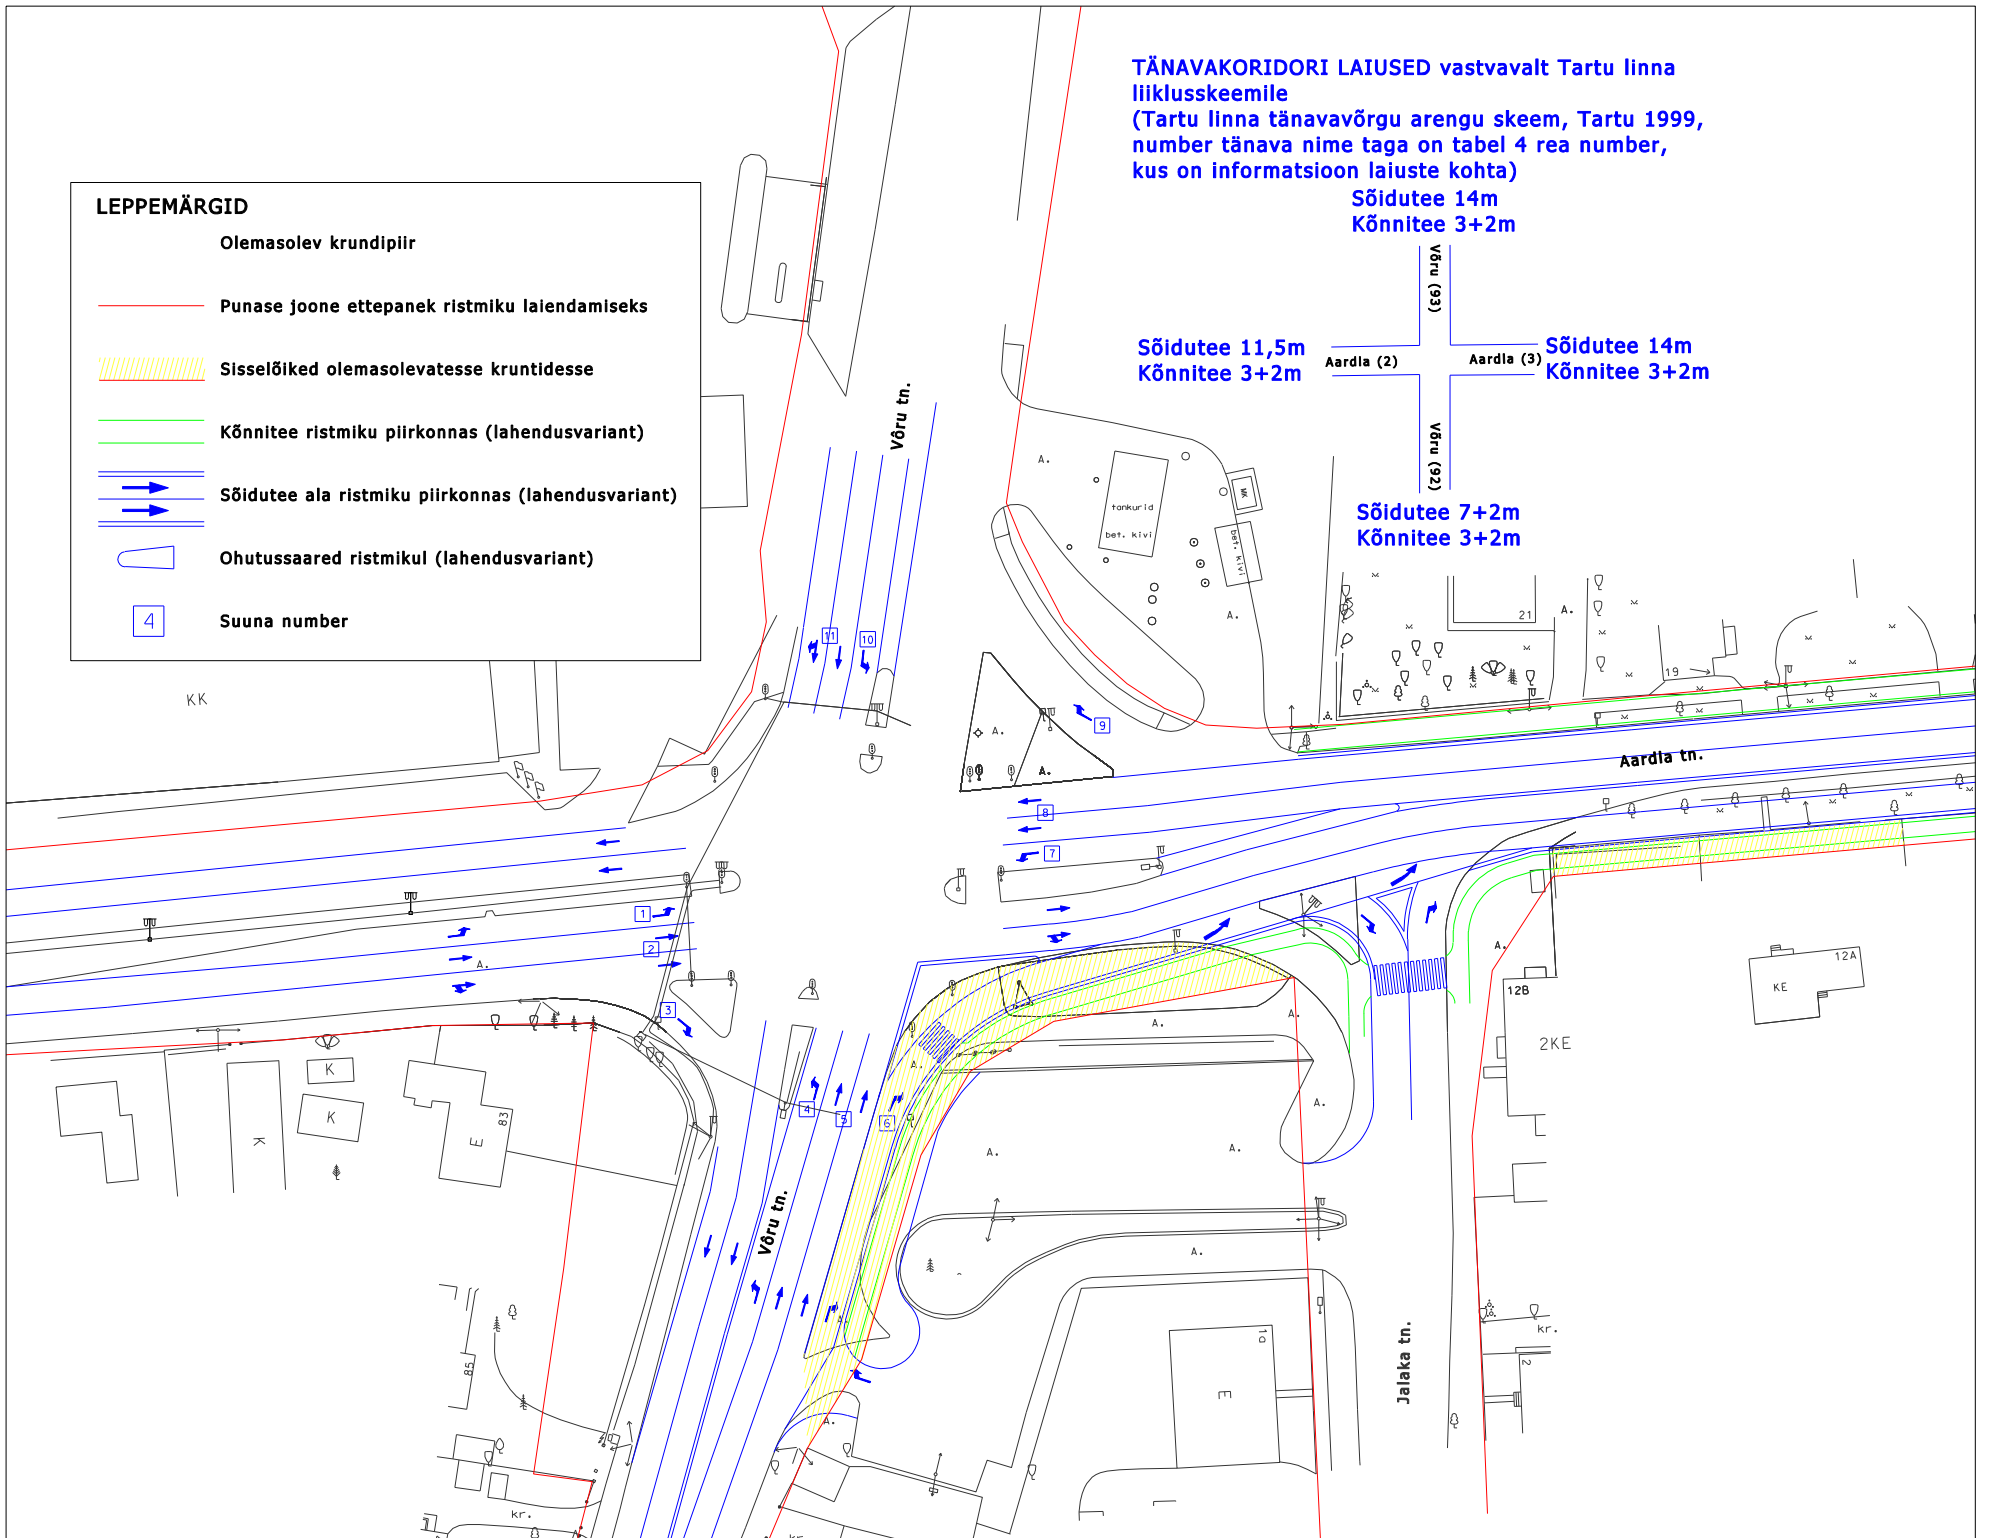 TÄNAVAKORIDORI LAIUSED vastvavalt Tartu linna
liiklusskeemile
(Tartu linna tänavavõrgu arengu skeem, Tartu 1999,
number tänava nime taga on tabel 4 rea number,
kus on informatsioon laiuste kohta)
Sõidutee 14m
Kõnnitee 3+2m
Võru (93)
Sõidutee 11,5m
Kõnnitee 3+2m
Aardla (2)
Aardla (3)
Sõidutee 14m
Kõnnitee 3+2m
Võru (92)
Sõidutee 7+2m
Kõnnitee 3+2m
LEPPEMÄRGID
Olemasolev krundipiir
Punase joone ettepanek ristmiku laiendamiseks
Sisselõiked olemasolevatesse kruntidesse
Kõnnitee ristmiku piirkonnas (lahendusvariant)
Sõidutee ala ristmiku piirkonnas (lahendusvariant)
Ohutussaared ristmikul (lahendusvariant)
4
Suuna number
Võru tn.
A.
tankurid
bet. kivi
MK
bet. kivi
A.
21
A.
19
11
10
KK
A.
9
A.
Aardla tn.
8
7
1
2
A.
3
A.
12B
12A
KE
2KE
A.
A.
A.
K
K
K
E
83
4
5
6
A.
A.
A.
A.
Võru tn.
A.
A.
1a
E
Jalaka tn.
kr.
2
85
A.
kr.
A.
kr.